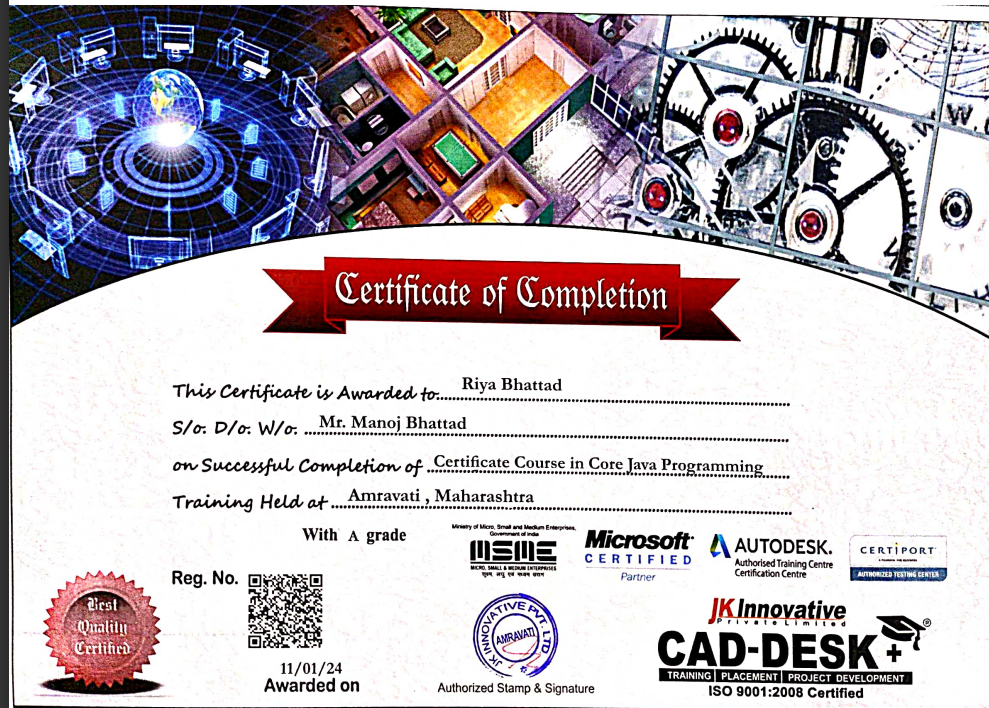 Certificate of Completion
This Certificate is Awarded to Riya Bhattad
S/o. D/o. W/o. Mr. Manoj Bhattad
on Successful Completion of Certificate Course in Core Java Programming
Training Held at Amravati , Maharashtra
With A grade
Ministry of Micro, Small and Medium Enterprises,
Government of India
MSME
MICRO, SMALL & MEDIUM ENTERPRISES
सूक्ष्म, लघु एवं मध्यम उद्यम
Microsoft
CERTIFIED
Partner
AUTODESK.
Authorised Training Centre
Certification Centre
CERTIPORT
AUTHORIZED TESTING CENTER
Reg. No.
Best
Quality
Certified
11/01/24
Awarded on
JK INNOVATIVE PVT. LTD
AMRAVATI
Authorized Stamp & Signature
JK Innovative
Private Limited
CAD-DESK +
®
TRAINING | PLACEMENT | PROJECT DEVELOPMENT
ISO 9001:2008 Certified